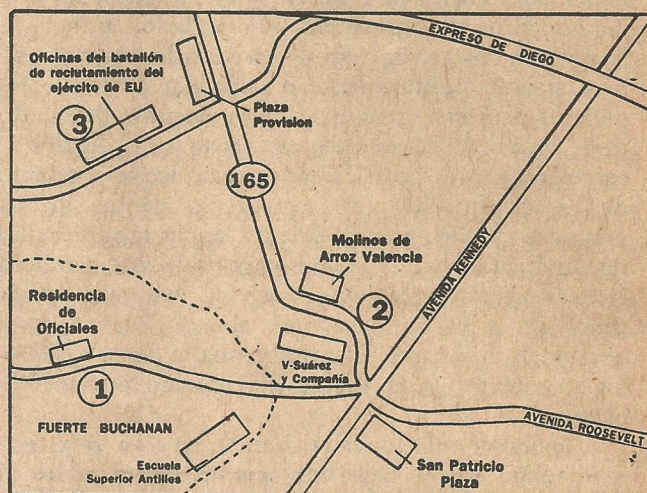 Oficinas del batallón
de reclutamiento del
ejército de EU
3
Plaza
Provision
EXPRESO DE DIEGO
165
AVENIDA KENNEDY
Molinos de
Arroz Valencia
2
Residencia
de
Oficiales
V-Suárez
y Compañía
1
FUERTE BUCHANAN
AVENIDA ROOSEVELT
Escuela
Superior Antilles
San Patricio
Plaza